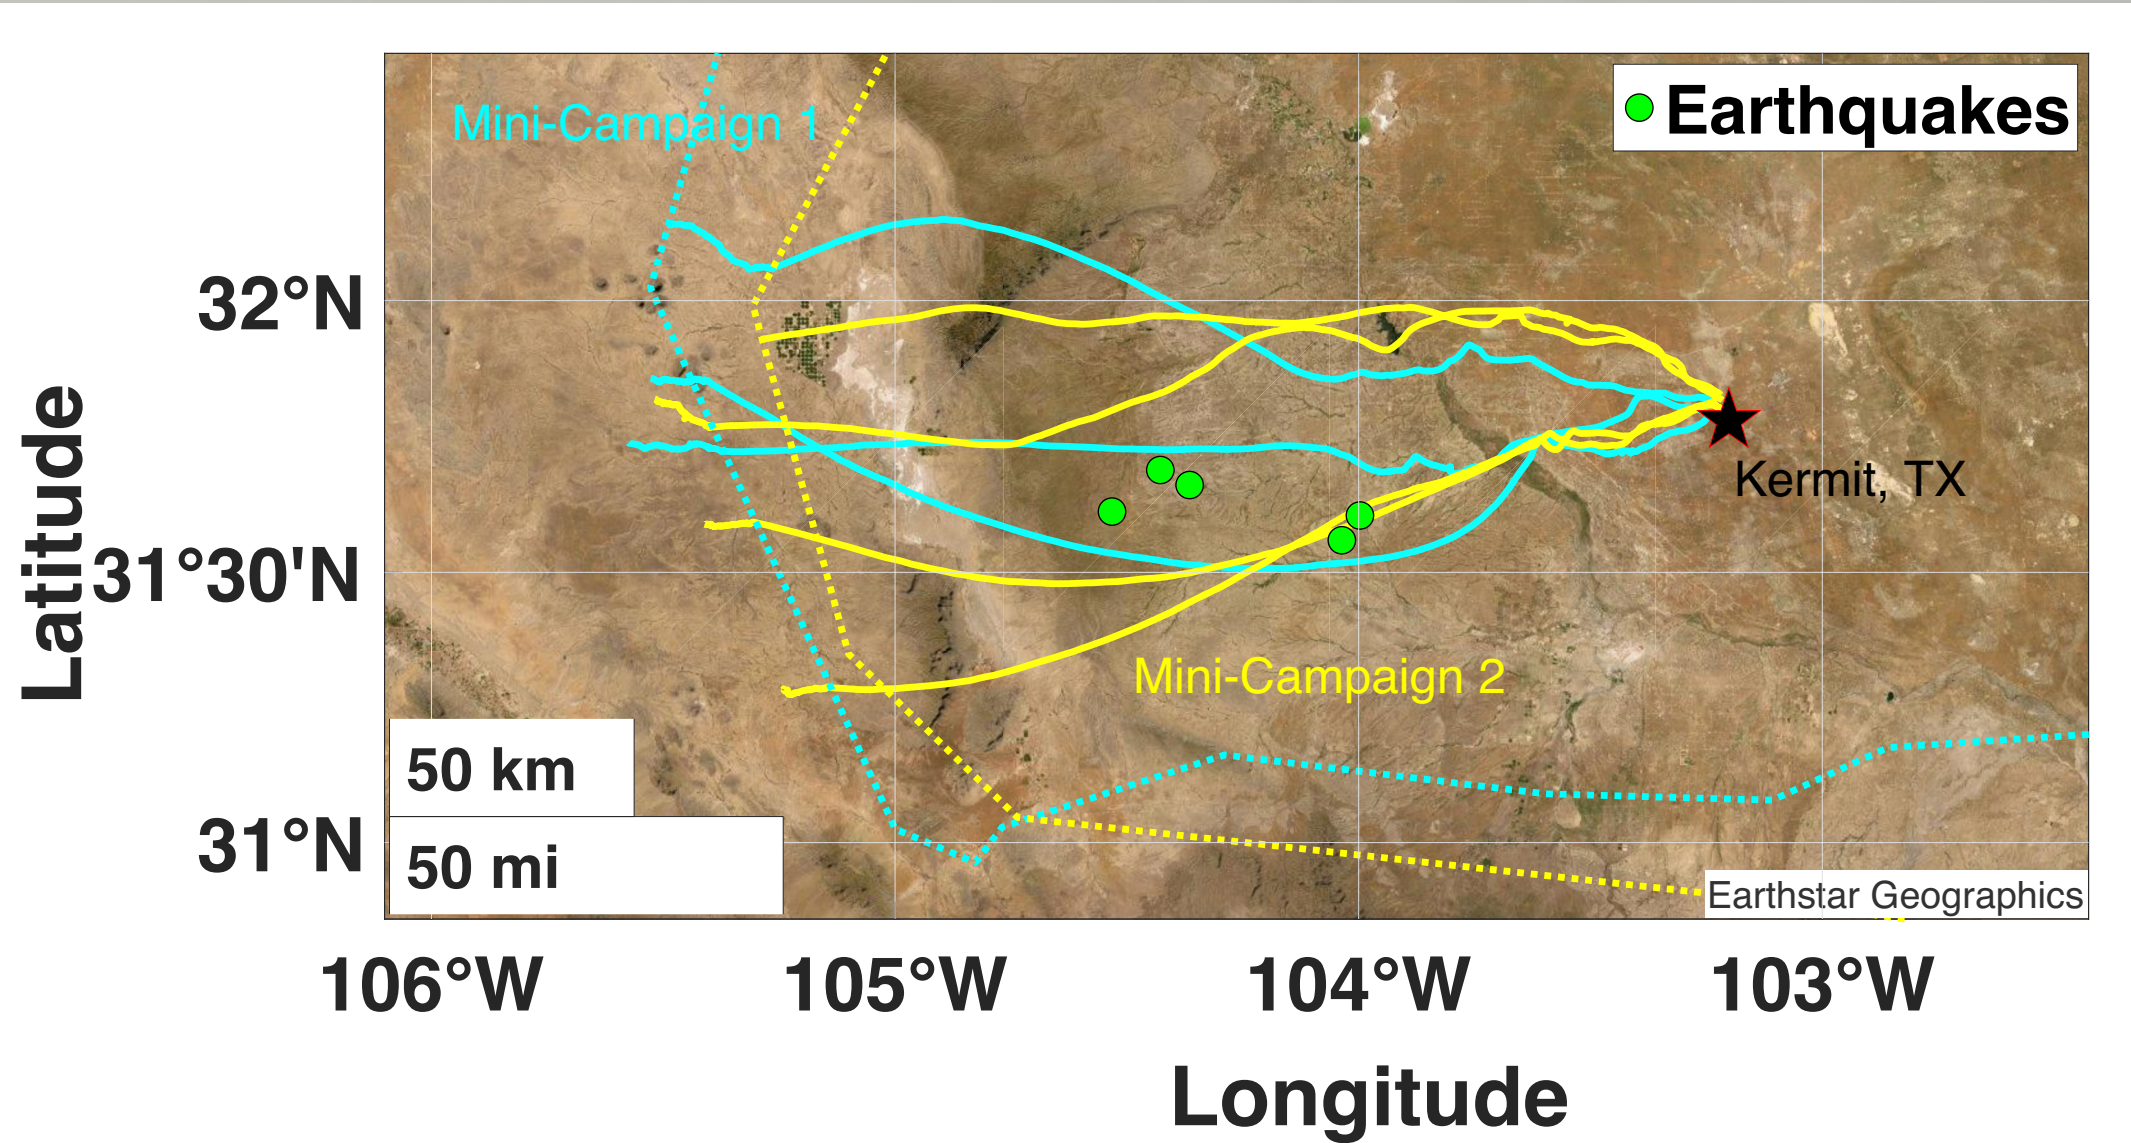 Mini-Campaign 1
Earthquakes
32°N
Kermit, TX
Latitude
31°30'N
Mini-Campaign 2
50 km
31°N
50 mi
Earthstar Geographics
106°W 105°W 104°W 103°W
Longitude